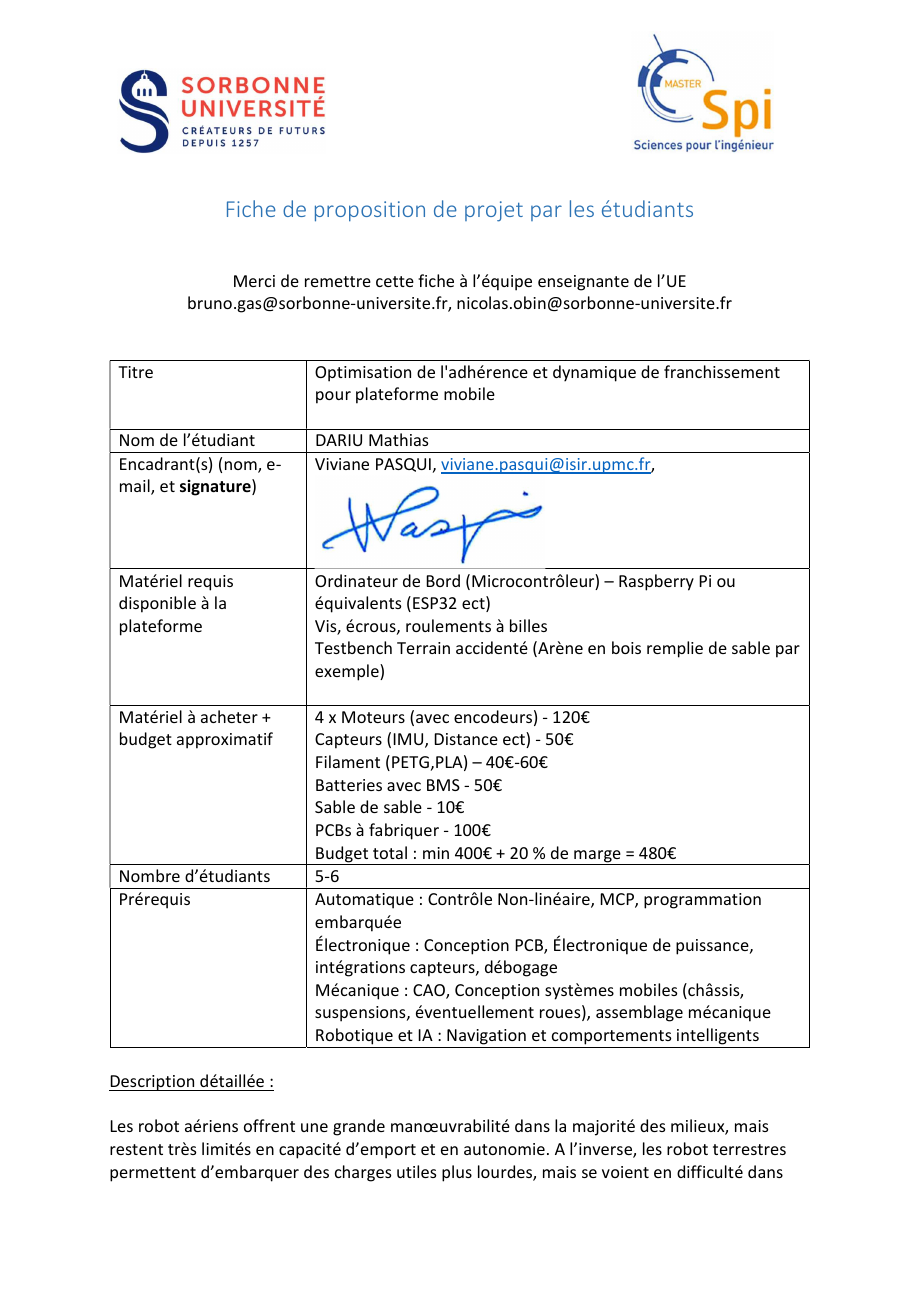 SORBONNE
UNIVERSITÉ
CRÉATEURS DE FUTURS
DEPUIS 1257
MASTER
Spi
Sciences pour l'ingénieur
Fiche de proposition de projet par les étudiants
Merci de remettre cette fiche à l’équipe enseignante de l’UE
bruno.gas@sorbonne-universite.fr, nicolas.obin@sorbonne-universite.fr
Titre
Optimisation de l'adhérence et dynamique de franchissement
pour plateforme mobile
Nom de l’étudiant
DARIU Mathias
Encadrant(s) (nom, e-
mail, et signature)
Viviane PASQUI, viviane.pasqui@isir.upmc.fr,
Matériel requis
disponible à la
plateforme
Ordinateur de Bord (Microcontrôleur) – Raspberry Pi ou
équivalents (ESP32 ect)
Vis, écrous, roulements à billes
Testbench Terrain accidenté (Arène en bois remplie de sable par
exemple)
Matériel à acheter +
budget approximatif
4 x Moteurs (avec encodeurs) - 120€
Capteurs (IMU, Distance ect) - 50€
Filament (PETG,PLA) – 40€-60€
Batteries avec BMS - 50€
Sable de sable - 10€
PCBs à fabriquer - 100€
Budget total : min 400€ + 20 % de marge = 480€
Nombre d’étudiants
5-6
Prérequis
Automatique : Contrôle Non-linéaire, MCP, programmation
embarquée
Électronique : Conception PCB, Électronique de puissance,
intégrations capteurs, débogage
Mécanique : CAO, Conception systèmes mobiles (châssis,
suspensions, éventuellement roues), assemblage mécanique
Robotique et IA : Navigation et comportements intelligents
Description détaillée :
Les robot aériens offrent une grande manœuvrabilité dans la majorité des milieux, mais
restent très limités en capacité d’emport et en autonomie. A l’inverse, les robot terrestres
permettent d’embarquer des charges utiles plus lourdes, mais se voient en difficulté dans